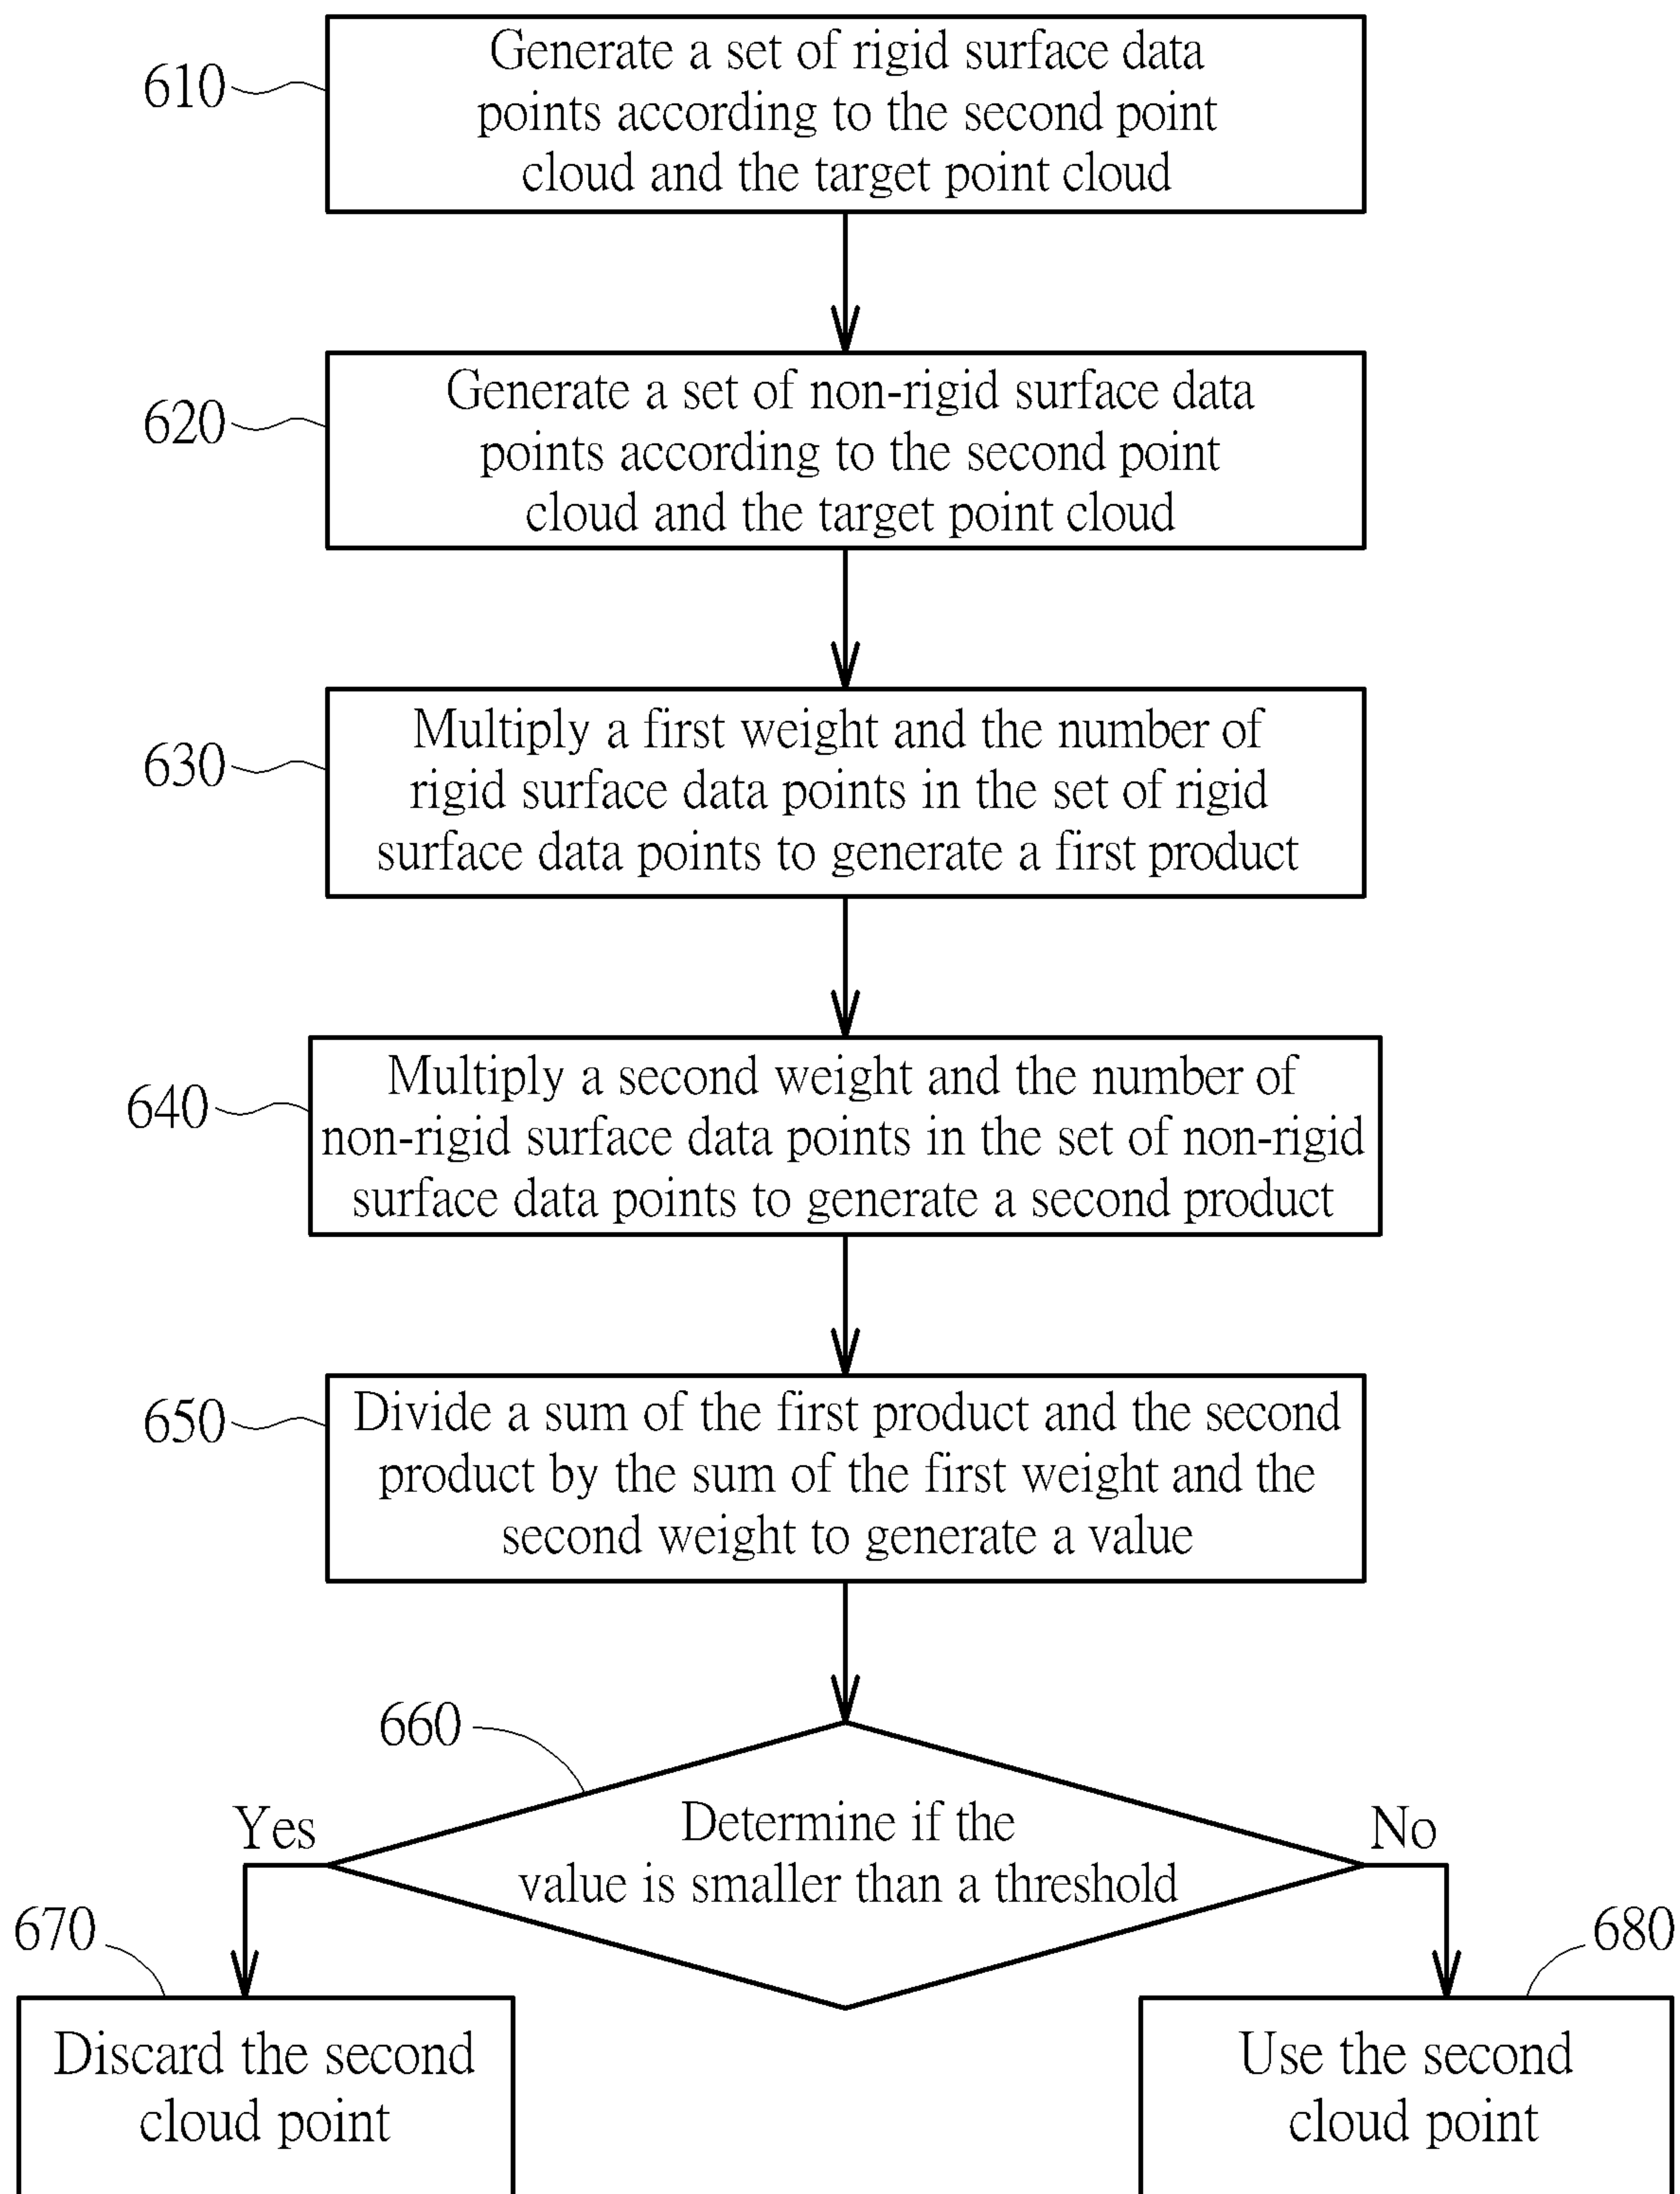 610
Generate a set of rigid surface data
points according to the second point
cloud and the target point cloud
620
Generate a set of non-rigid surface data
points according to the second point
cloud and the target point cloud
630
Multiply a first weight and the number of
rigid surface data points in the set of rigid
surface data points to generate a first product
640
Multiply a second weight and the number of
non-rigid surface data points in the set of non-rigid
surface data points to generate a second product
650
Divide a sum of the first product and the second
product by the sum of the first weight and the
second weight to generate a value
660
Determine if the
value is smaller than a threshold
Yes
No
670
Discard the second
cloud point
680
Use the second
cloud point